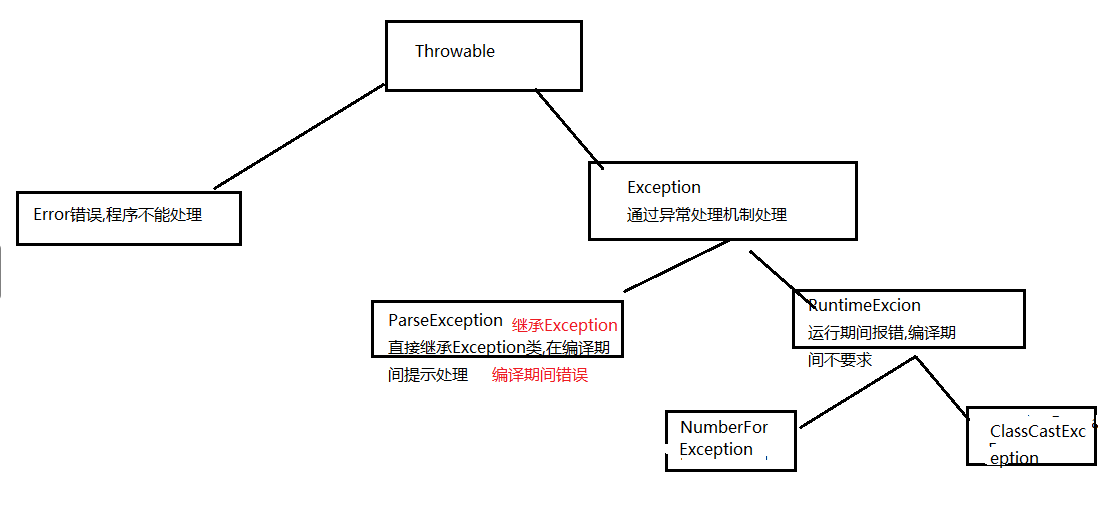 Throwable
Error错误,程序不能处理
Exception
通过异常处理机制处理
ParseException 继承Exception
直接继承Exception类,在编译期
间提示处理 编译期间错误
RuntimeExcion
运行期间报错,编译期
间不要求
NumberFor
Exception
ClassCastExc
eption